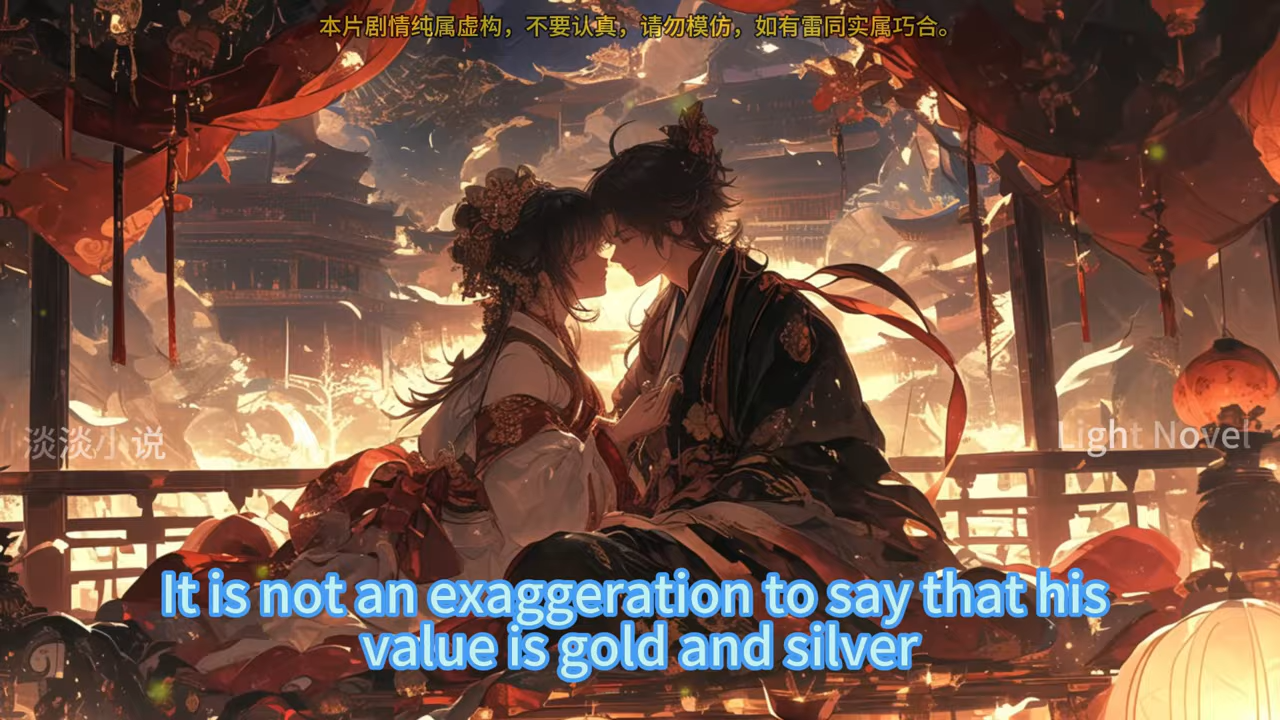 本片剧情纯属虚构，不要认真，请勿模仿，如有雷同实属巧合。
淡淡小说
Light Novel
It is not an exaggeration to say that his
value is gold and silver